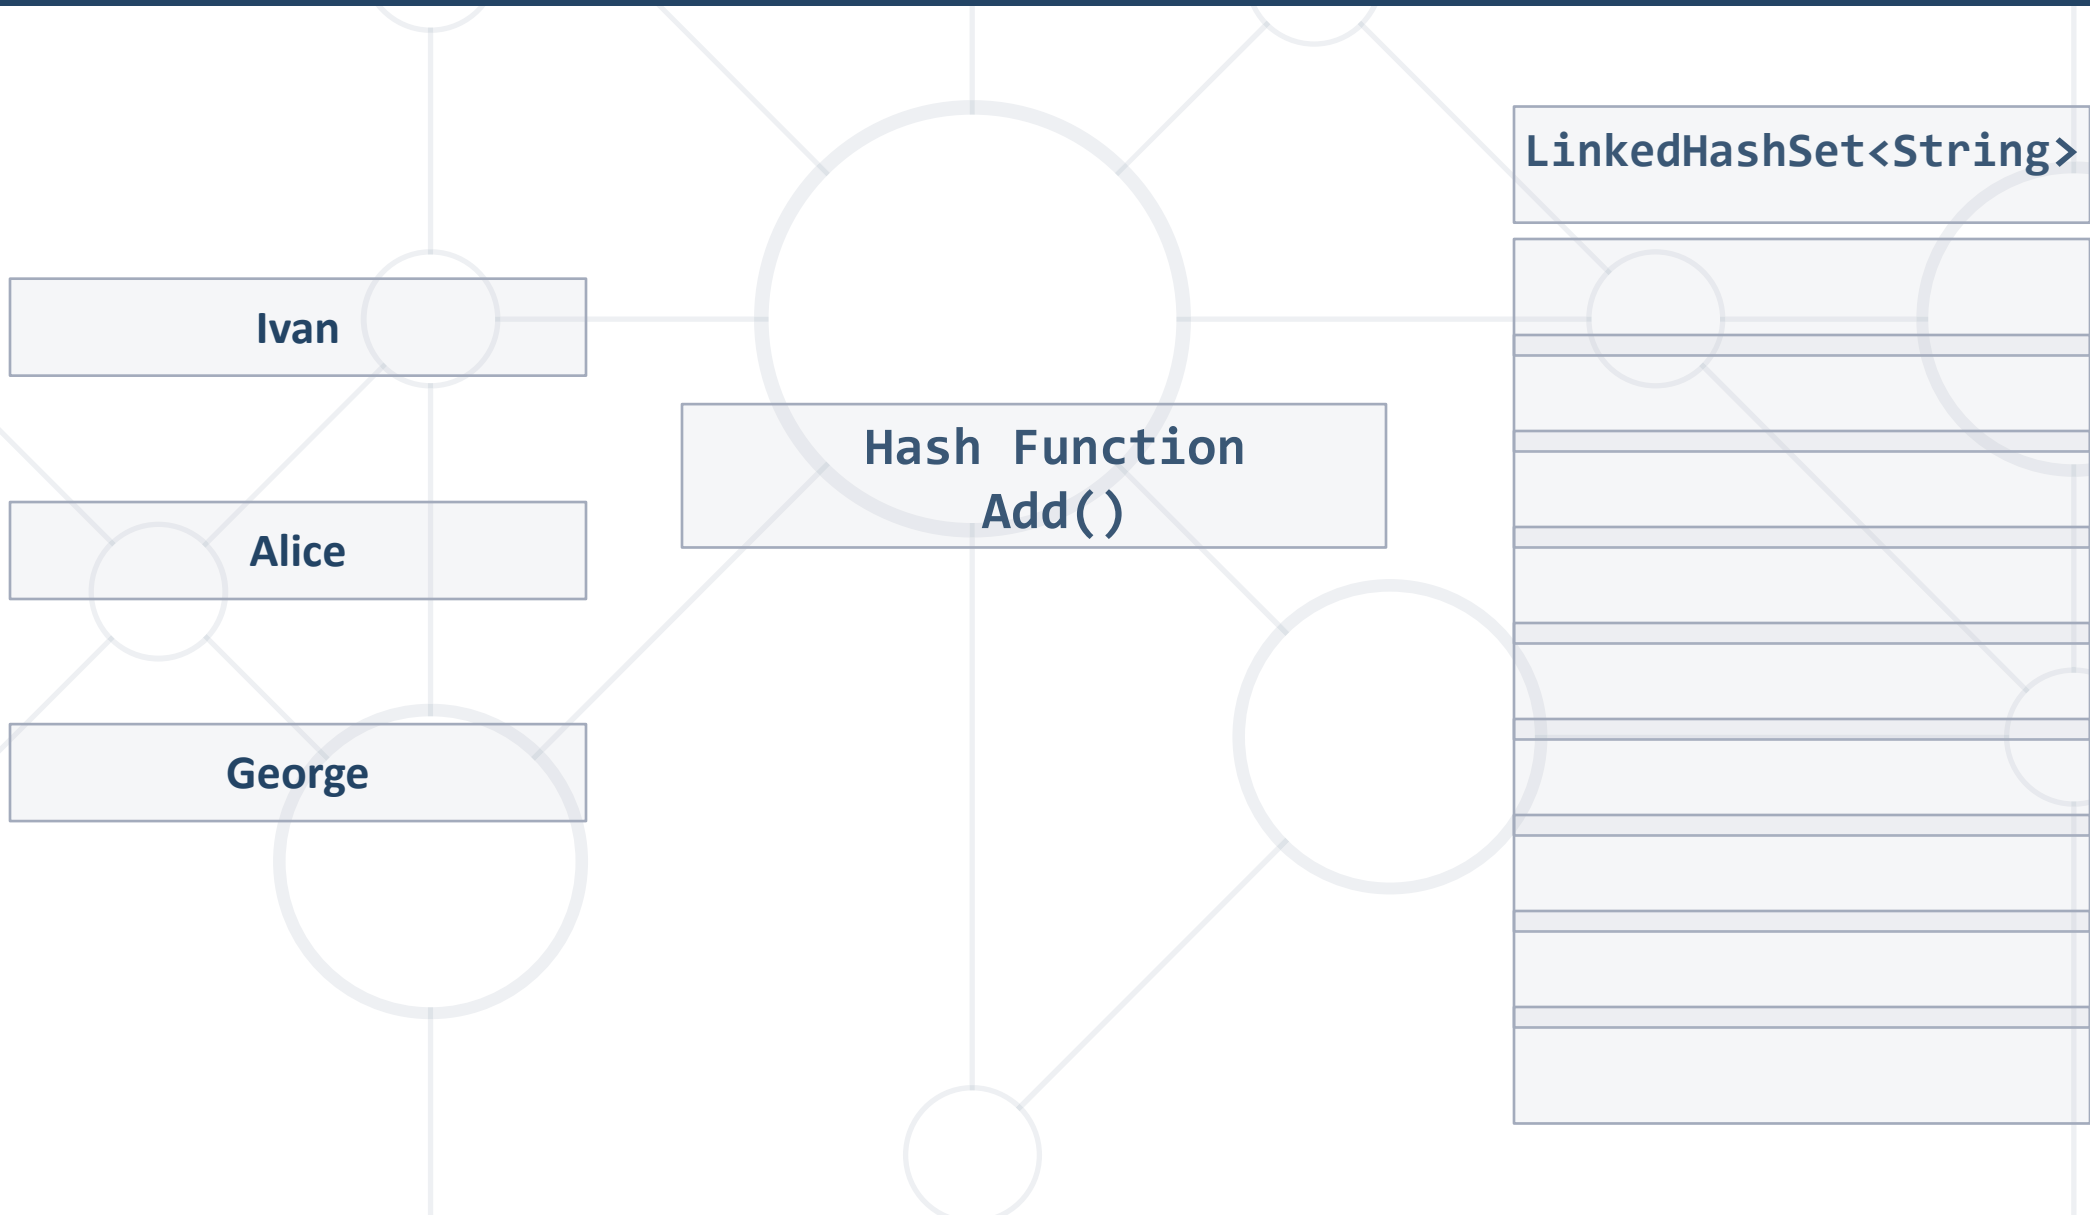 LinkedHashSet<String>
Ivan
Hash Function
Add()
Alice
George